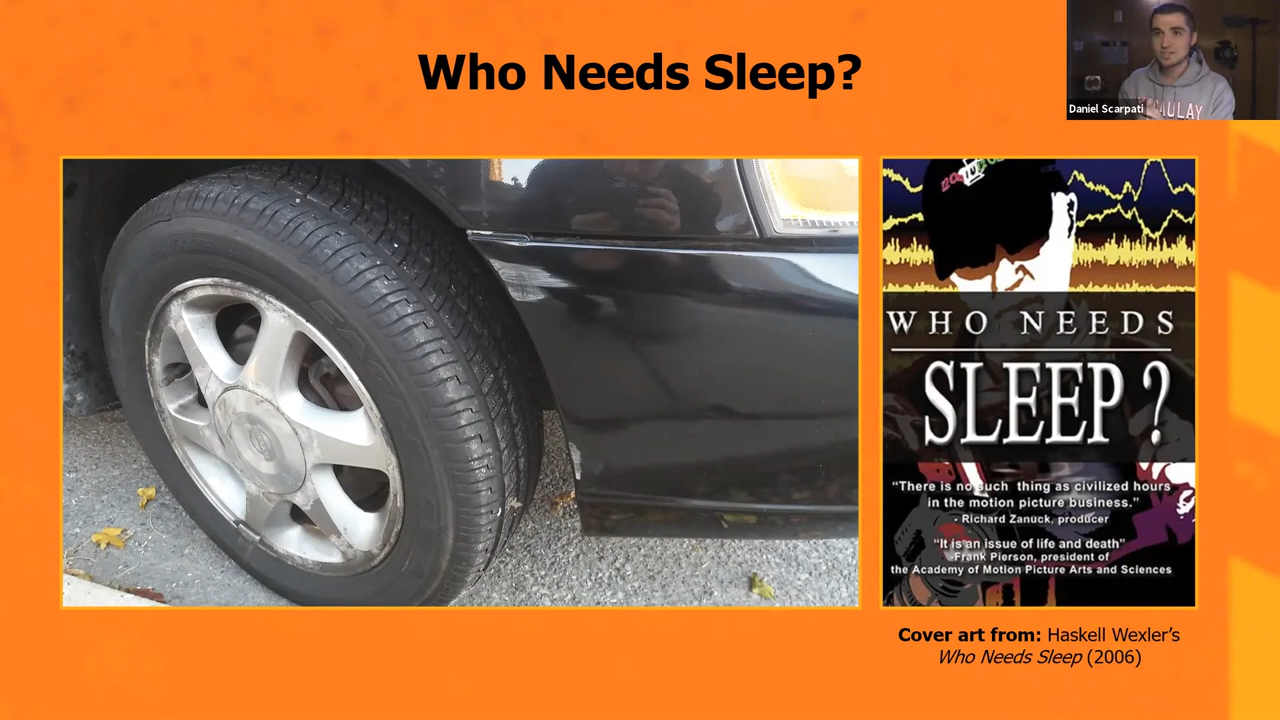 Who Needs Sleep?
Daniel Scarpati
WHO NEEDS
SLEEP?
“There is no such thing as civilized hours
in the motion picture business.”
- Richard Zanuck, producer
“It is an issue of life and death”
-Frank Pierson, president of
the Academy of Motion Picture Arts and Sciences
Cover art from: Haskell Wexler’s
Who Needs Sleep (2006)